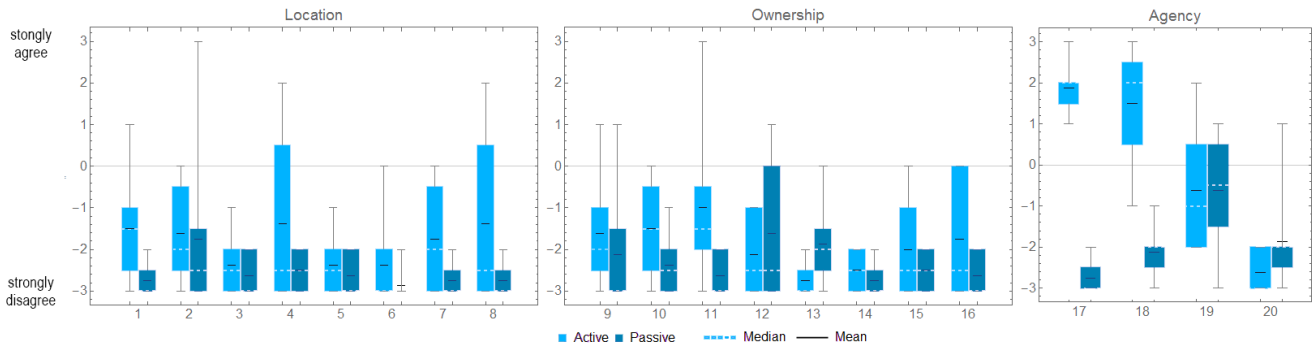 Location
Ownership
Agency
stongly
agree
strongly
disagree
3
2
1
0
-1
-2
-3
1 2 3 4 5 6 7 8
3
2
1
0
-1
-2
-3
9 10 11 12 13 14 15 16
3
2
1
0
-1
-2
-3
17 18 19 20
Active Passive Median Mean